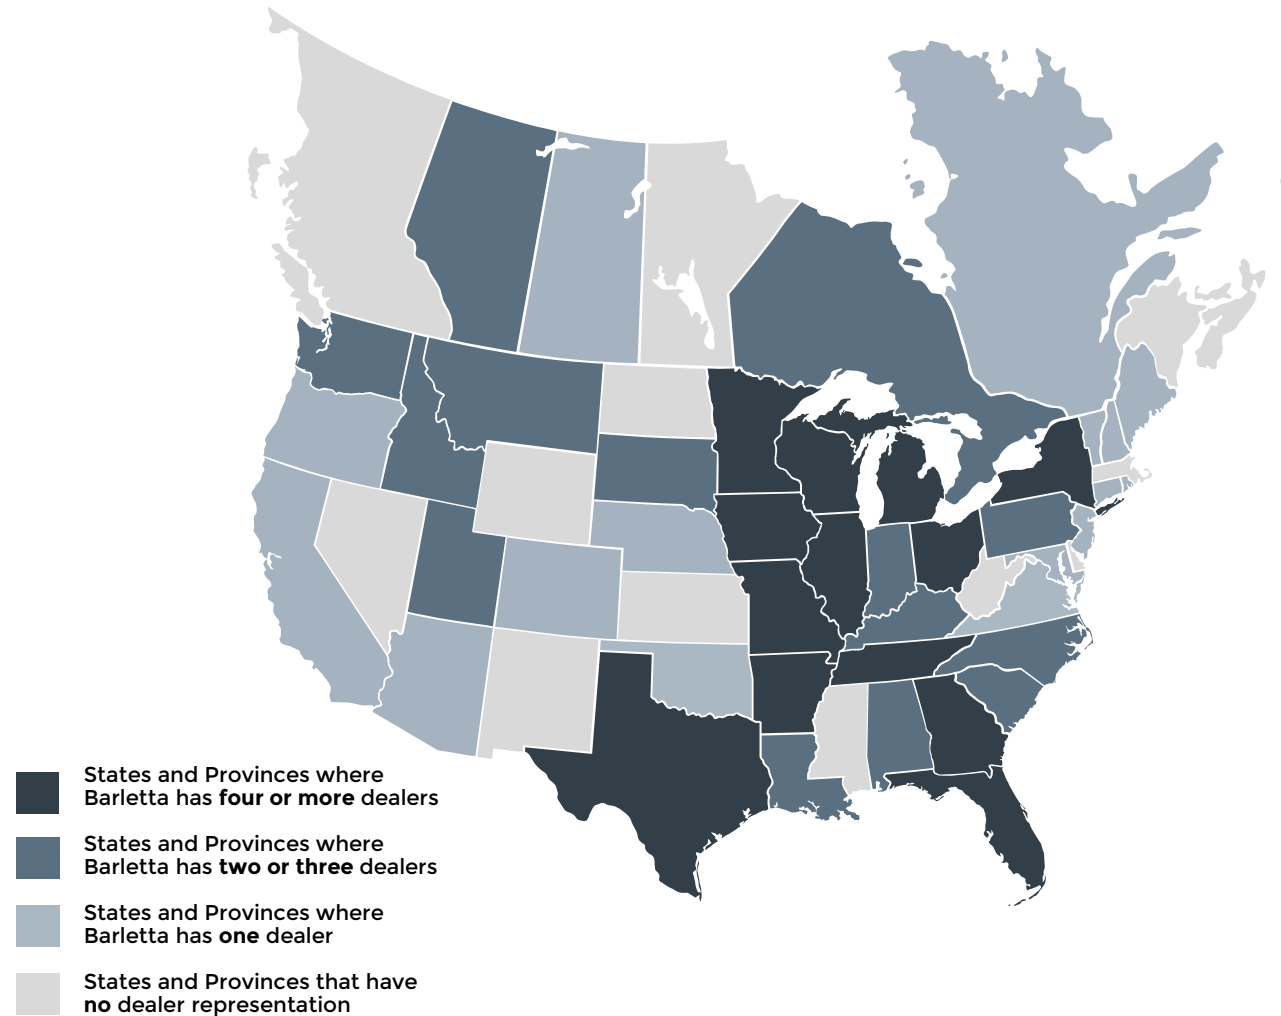 States and Provinces where
Barletta has four or more dealers
States and Provinces where
Barletta has two or three dealers
States and Provinces where
Barletta has one dealer
States and Provinces that have
no dealer representation